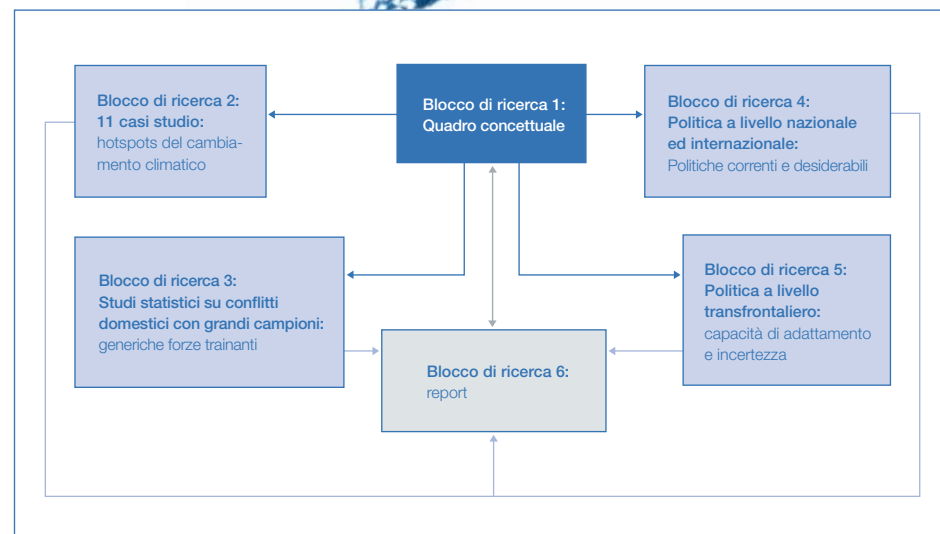 Blocco di ricerca 2:
11 casi studio:
hotspots del cambia-
mento climatico
Blocco di ricerca 1:
Quadro concettuale
Blocco di ricerca 4:
Politica a livello nazionale
ed internazionale:
Politiche correnti e desiderabili
Blocco di ricerca 3:
Studi statistici su conflitti
domestici con grandi campioni:
generiche forze trainanti
Blocco di ricerca 5:
Politica a livello
transfrontaliero:
capacità di adattamento
e incertezza
Blocco di ricerca 6:
report